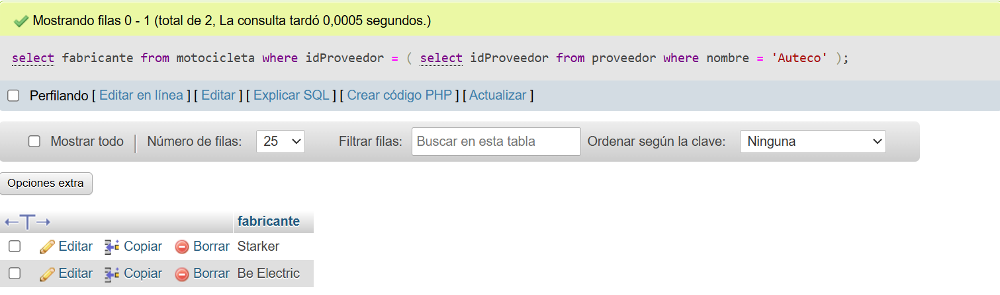 Mostrando filas 0 - 1 (total de 2, La consulta tardó 0,0005 segundos.)
select fabricante from motocicleta where idProveedor = ( select idProveedor from proveedor where nombre = 'Auteco' );
Perfilando [ Editar en línea ] [ Editar ] [ Explicar SQL ] [ Crear código PHP ] [ Actualizar ]
Mostrar todo | Número de filas: 25 Filtrar filas: Buscar en esta tabla Ordenar según la clave: Ninguna
Opciones extra
←T→ fabricante
Editar Copiar Borrar Starker
Editar Copiar Borrar Be Electric